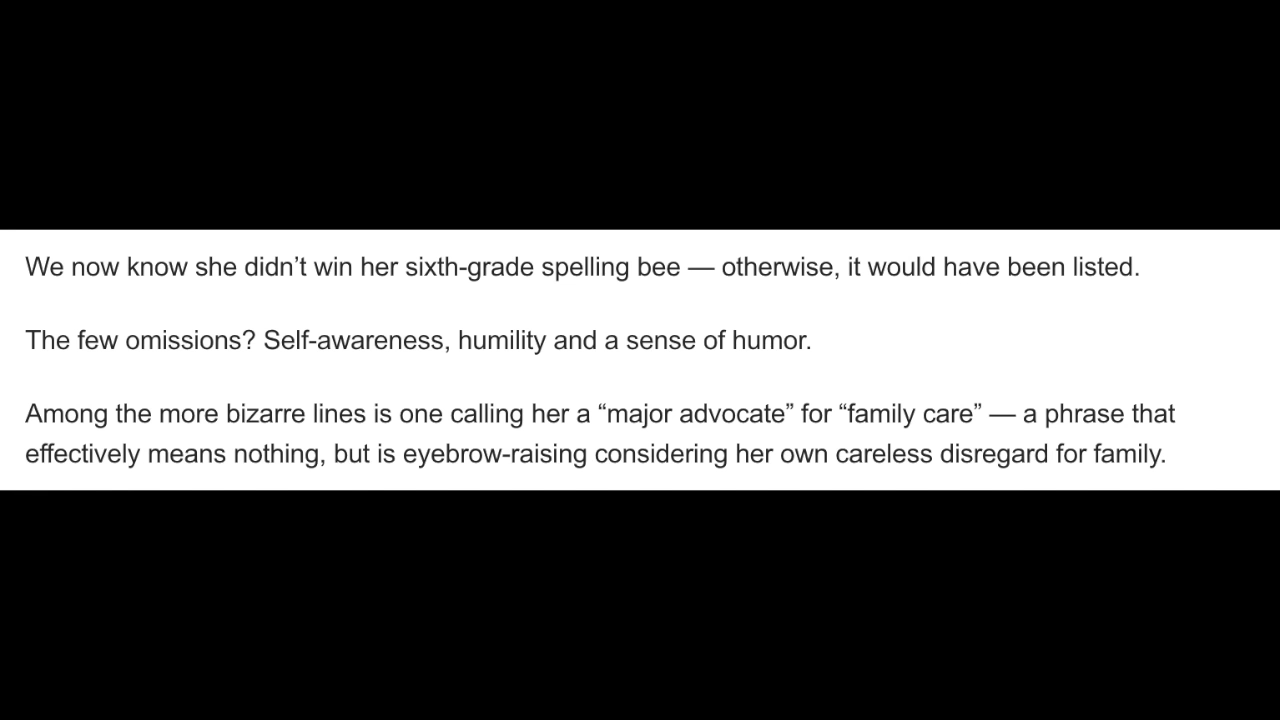 We now know she didn’t win her sixth-grade spelling bee — otherwise, it would have been listed.
The few omissions? Self-awareness, humility and a sense of humor.
Among the more bizarre lines is one calling her a “major advocate” for “family care” — a phrase that
effectively means nothing, but is eyebrow-raising considering her own careless disregard for family.